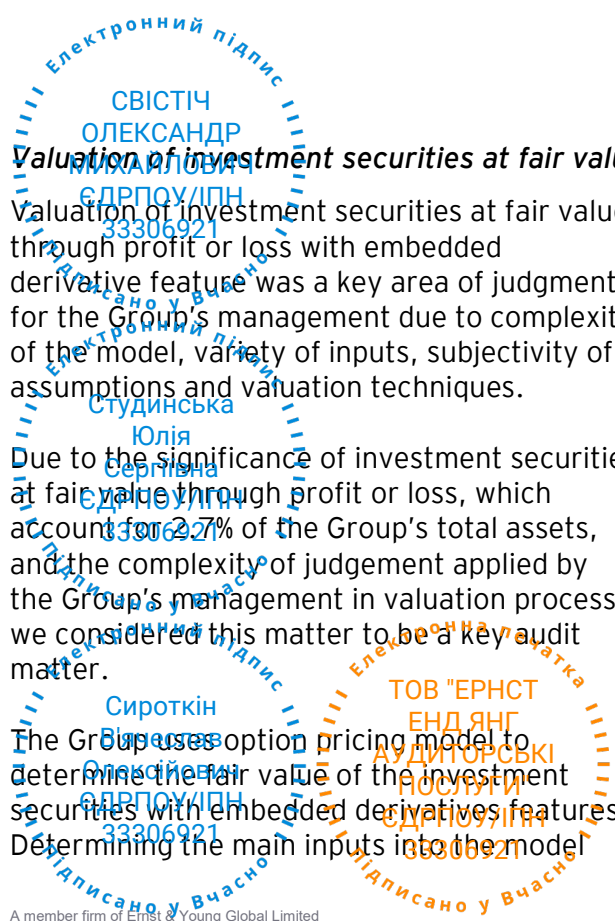 Електронний підпис
СВІСТІЧ
ОЛЕКСАНДР
МИХАЙЛОВИЧ
ЄДРПОУ/ІПН
33306921
Підписано у Вчасно
Valuation of investment securities at fair valu
Valuation of investment securities at fair value
through profit or loss with embedded
derivative feature was a key area of judgment
for the Group's management due to complexit
of the model, variety of inputs, subjectivity of
assumptions and valuation techniques.
Електронний підпис
Студинська
Юлія
Сергіївна
ЄДРПОУ/ІПН
33306921
Підписано у Вчасно
Due to the significance of investment securitie
at fair value through profit or loss, which
account for 2.7% of the Group's total assets,
and the complexity of judgement applied by
the Group's management in valuation process
we considered this matter to be a key audit
matter.
Електронний підпис
Сироткін
Вячеслав
Олексійович
ЄДРПОУ/ІПН
33306921
Підписано у Вчасно
Електронна печатка
ТОВ "ЕРНСТ
ЕНД ЯНГ
АУДИТОРСЬКІ
ПОСЛУГИ"
ЄДРПОУ/ІПН
33306921
Підписано у Вчасно
The Group uses option pricing model to
determine the fair value of the investment
securities with embedded derivatives features
Determining the main inputs into the model
A member firm of Ernst & Young Global Limited